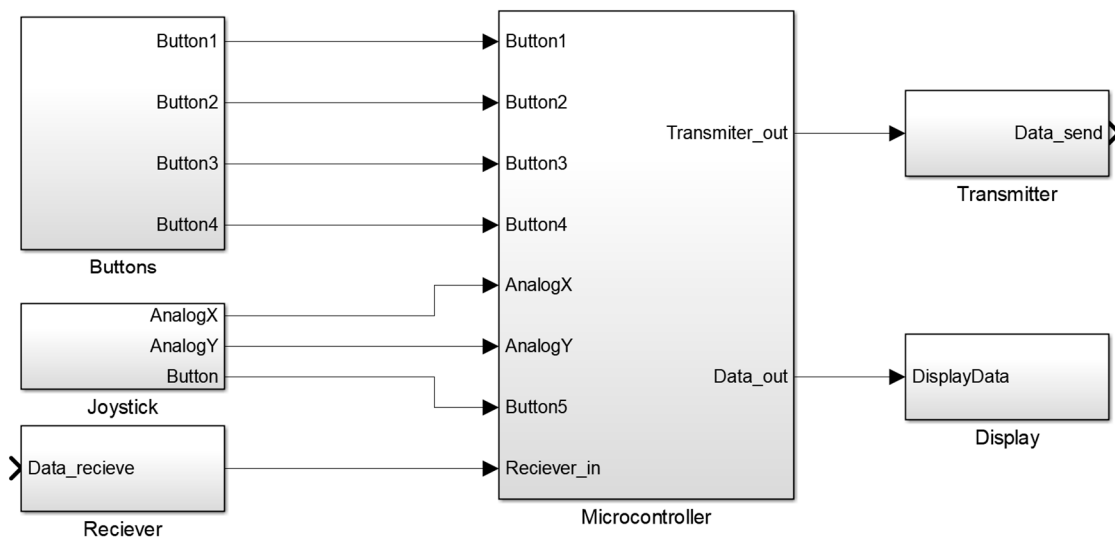 Button1
Button2
Button3
Button4
Buttons
AnalogX
AnalogY
Button
Joystick
Data_recieve
Reciever
Button1
Button2
Button3
Button4
AnalogX
AnalogY
Button5
Reciever_in
Transmiter_out
Data_out
Microcontroller
Data_send
Transmitter
DisplayData
Display